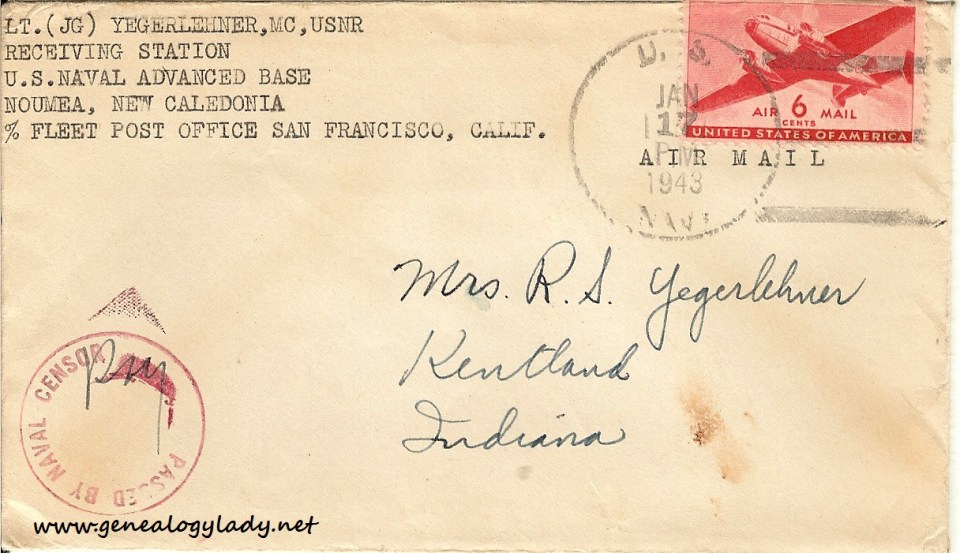 LT.(JG) YEGERLEHNER,MC,USNR
RECEIVING STATION
U.S.NAVAL ADVANCED BASE
NOUMEA, NEW CALEDONIA
% FLEET POST OFFICE SAN FRANCISCO, CALIF.
U. S.
JAN
17
P M
1943
NAVY
AIR 6 MAIL
CENTS
UNITED STATES OF AMERICA
AIR MAIL
Mrs. R. S. Yegerlehner
Kentland
Indiana
PASSED BY NAVAL CENSOR
www.genealogylady.net